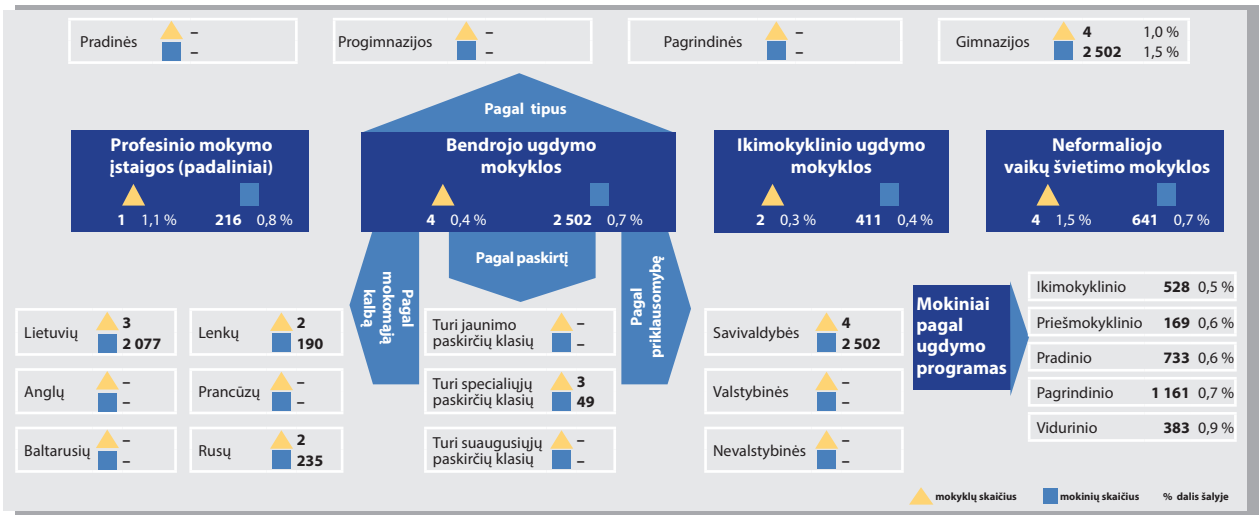 Pradinės
–
–
Progimnazijos
–
–
Pagrindinės
–
–
Gimnazijos
4 1,0 %
2 502 1,5 %
Pagal tipus
Profesinio mokymo
įstaigos (padaliniai)
1 1,1 % 216 0,8 %
Bendrojo ugdymo
mokyklos
4 0,4 % 2 502 0,7 %
Ikimokyklinio ugdymo
mokyklos
2 0,3 % 411 0,4 %
Neformaliojo
vaikų švietimo mokyklos
4 1,5 % 641 0,7 %
Pagal
mokomąją
kalbą
Pagal paskirtį
Pagal
priklausomybę
Lietuvių
3
2 077
Lenkų
2
190
Anglų
–
–
Prancūzų
–
–
Baltarusių
–
–
Rusų
2
235
Turi jaunimo
paskirčių klasių
–
–
Turi specialiųjų
paskirčių klasių
3
49
Turi suaugusiųjų
paskirčių klasių
–
–
Savivaldybės
4
2 502
Valstybinės
–
–
Nevalstybinės
–
–
Mokiniai
pagal
ugdymo
programas
Ikimokyklinio 528 0,5 %
Priešmokyklinio 169 0,6 %
Pradinio 733 0,6 %
Pagrindinio 1 161 0,7 %
Vidurinio 383 0,9 %
mokyklų skaičius mokinių skaičius % dalis šalyje